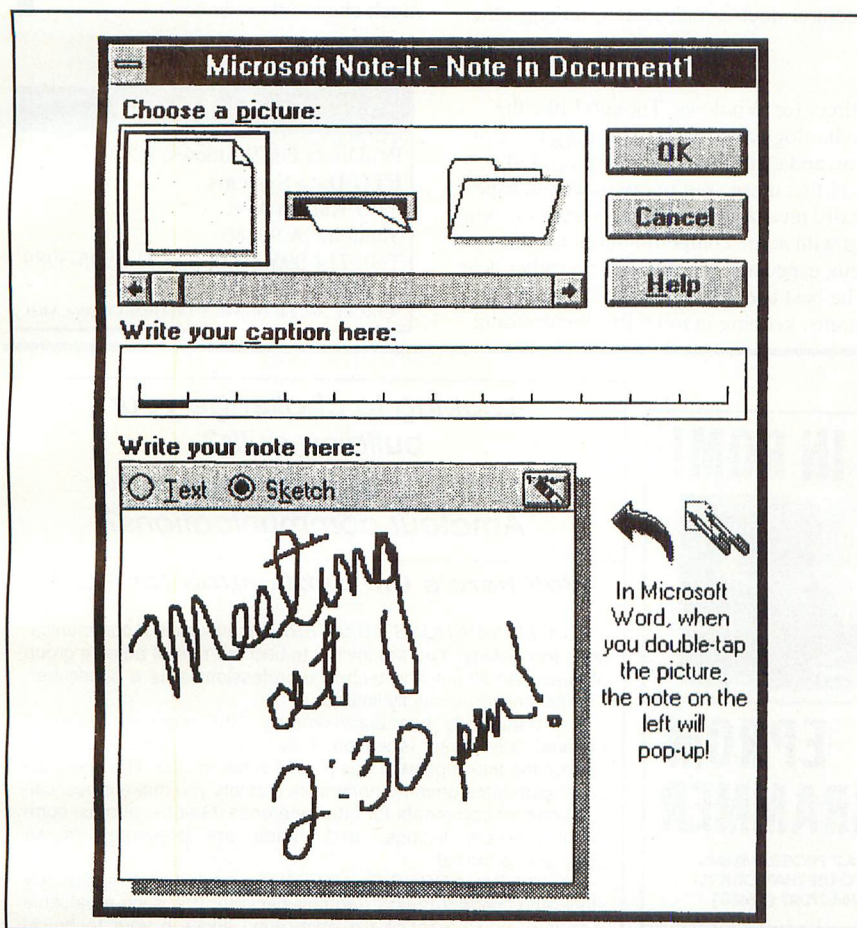 Microsoft Note-It - Note in Document1
Choose a picture:
OK
Cancel
Help
Write your caption here:
Write your note here:
Text Sketch
Meeting
at
2:30 pm.
In Microsoft
Word, when
you double-tap
the picture,
the note on the
left will
pop-up!